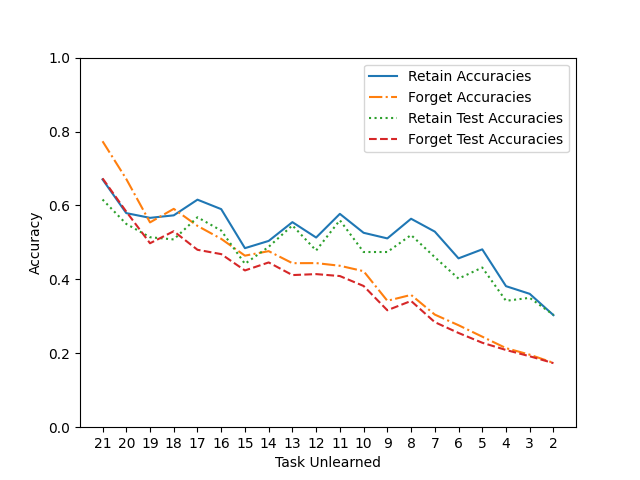 1.0
0.8
0.6
0.4
0.2
0.0
Accuracy
Retain Accuracies
Forget Accuracies
Retain Test Accuracies
Forget Test Accuracies
21 20 19 18 17 16 15 14 13 12 11 10 9 8 7 6 5 4 3 2
Task Unlearned